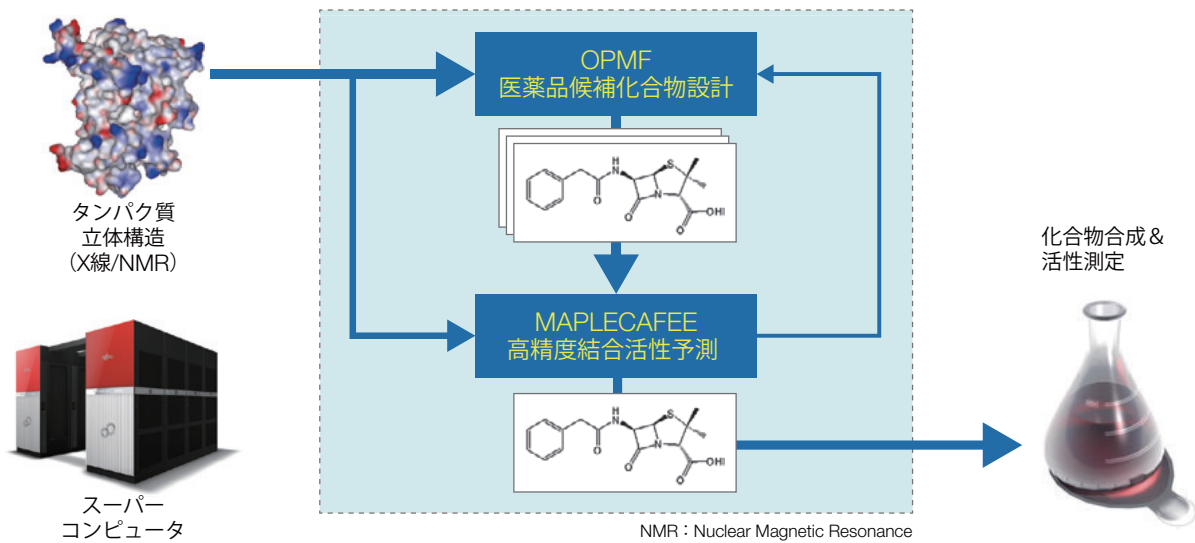 OPMF
医薬品候補化合物設計
H
N
S
O
N
O
OHI
O
タンパク質
立体構造
（X線/NMR）
MAPLECAFEE
高精度結合活性予測
H
N
S
O
N
O
OHI
O
化合物合成＆
活性測定
スーパー
コンピュータ
NMR：Nuclear Magnetic Resonance